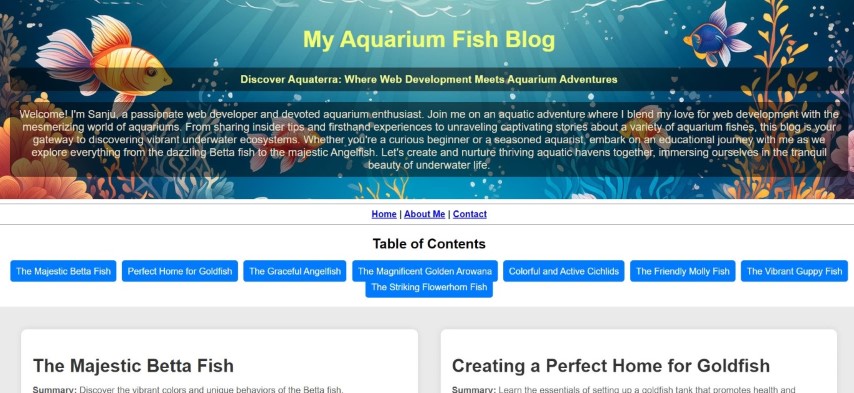 My Aquarium Fish Blog
Discover Aquaterra: Where Web Development Meets Aquarium Adventures
Welcome! I'm Sanju, a passionate web developer and devoted aquarium enthusiast. Join me on an aquatic adventure where I blend my love for web development with the
mesmerizing world of aquariums. From sharing insider tips and firsthand experiences to unraveling captivating stories about a variety of aquarium fishes, this blog is your
gateway to discovering vibrant underwater ecosystems. Whether you're a curious beginner or a seasoned aquarist, embark on an educational journey with me as we
explore everything from the dazzling Betta fish to the majestic Angelfish. Let's create and nurture thriving aquatic havens together, immersing ourselves in the tranquil
beauty of underwater life.
Home | About Me | Contact
Table of Contents
The Majestic Betta Fish Perfect Home for Goldfish The Graceful Angelfish The Magnificent Golden Arowana Colorful and Active Cichlids The Friendly Molly Fish The Vibrant Guppy Fish
The Striking Flowerhorn Fish
The Majestic Betta Fish
Summary: Discover the vibrant colors and unique behaviors of the Betta fish.
Creating a Perfect Home for Goldfish
Summary: Learn the essentials of setting up a goldfish tank that promotes health and